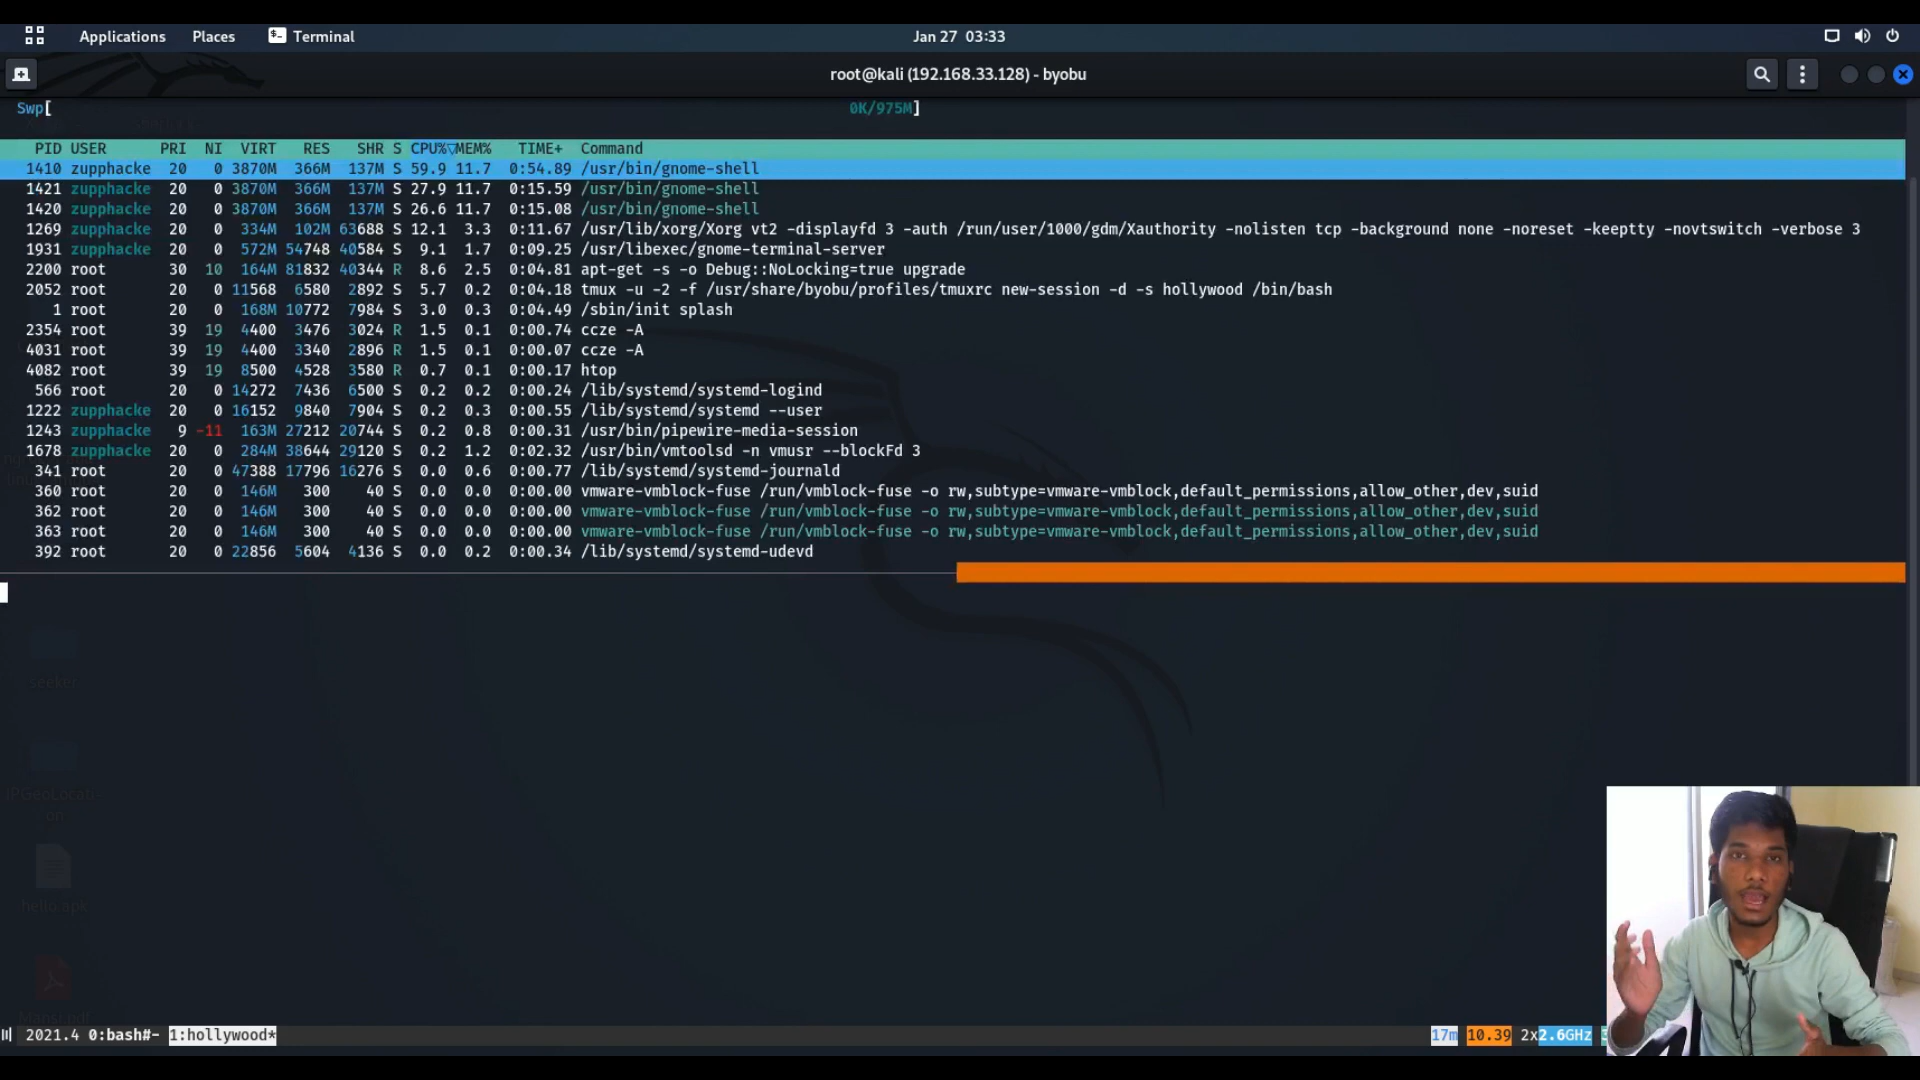 Applications Places Terminal Jan 27 03:33
root@kali (192.168.33.128) - byobu
Swp[ 0K/975M]
PID USER PRI NI VIRT RES SHR S CPU%▽MEM% TIME+ Command
1410 zupphacke 20 0 3870M 366M 137M S 59.9 11.7 0:54.89 /usr/bin/gnome-shell
1421 zupphacke 20 0 3870M 366M 137M S 27.9 11.7 0:15.59 /usr/bin/gnome-shell
1420 zupphacke 20 0 3870M 366M 137M S 26.6 11.7 0:15.08 /usr/bin/gnome-shell
1269 zupphacke 20 0 334M 102M 63688 S 12.1 3.3 0:11.67 /usr/lib/xorg/Xorg vt2 -displayfd 3 -auth /run/user/1000/gdm/Xauthority -nolisten tcp -background none -noreset -keeptty -novtswitch -verbose 3
1931 zupphacke 20 0 572M 54748 40584 S 9.1 1.7 0:09.25 /usr/libexec/gnome-terminal-server
2200 root 30 10 164M 81832 40344 R 8.6 2.5 0:04.81 apt-get -s -o Debug::NoLocking=true upgrade
2052 root 20 0 11568 6580 2892 S 5.7 0.2 0:04.18 tmux -u -2 -f /usr/share/byobu/profiles/tmuxrc new-session -d -s hollywood /bin/bash
1 root 20 0 168M 10772 7984 S 3.0 0.3 0:04.49 /sbin/init splash
2354 root 39 19 4400 3476 3024 R 1.5 0.1 0:00.74 ccze -A
4031 root 39 19 4400 3340 2896 R 1.5 0.1 0:00.07 ccze -A
4082 root 39 19 8500 4528 3580 R 0.7 0.1 0:00.17 htop
566 root 20 0 14272 7436 6500 S 0.2 0.2 0:00.24 /lib/systemd/systemd-logind
1222 zupphacke 20 0 16152 9840 7904 S 0.2 0.3 0:00.55 /lib/systemd/systemd --user
1243 zupphacke 9 -11 163M 27212 20744 S 0.2 0.8 0:00.31 /usr/bin/pipewire-media-session
1678 zupphacke 20 0 284M 38644 29120 S 0.2 1.2 0:02.32 /usr/bin/vmtoolsd -n vmusr --blockFd 3
341 root 20 0 47388 17796 16276 S 0.0 0.6 0:00.77 /lib/systemd/systemd-journald
360 root 20 0 146M 300 40 S 0.0 0.0 0:00.00 vmware-vmblock-fuse /run/vmblock-fuse -o rw,subtype=vmware-vmblock,default_permissions,allow_other,dev,suid
362 root 20 0 146M 300 40 S 0.0 0.0 0:00.00 vmware-vmblock-fuse /run/vmblock-fuse -o rw,subtype=vmware-vmblock,default_permissions,allow_other,dev,suid
363 root 20 0 146M 300 40 S 0.0 0.0 0:00.00 vmware-vmblock-fuse /run/vmblock-fuse -o rw,subtype=vmware-vmblock,default_permissions,allow_other,dev,suid
392 root 20 0 22856 5604 4136 S 0.0 0.2 0:00.34 /lib/systemd/systemd-udevd
seeker
IPGeoLocati
on
hello.apk
Mansi.pdf
2021.4 0:bash#- 1:hollywood* 17m 10.39 2x2.6GHz